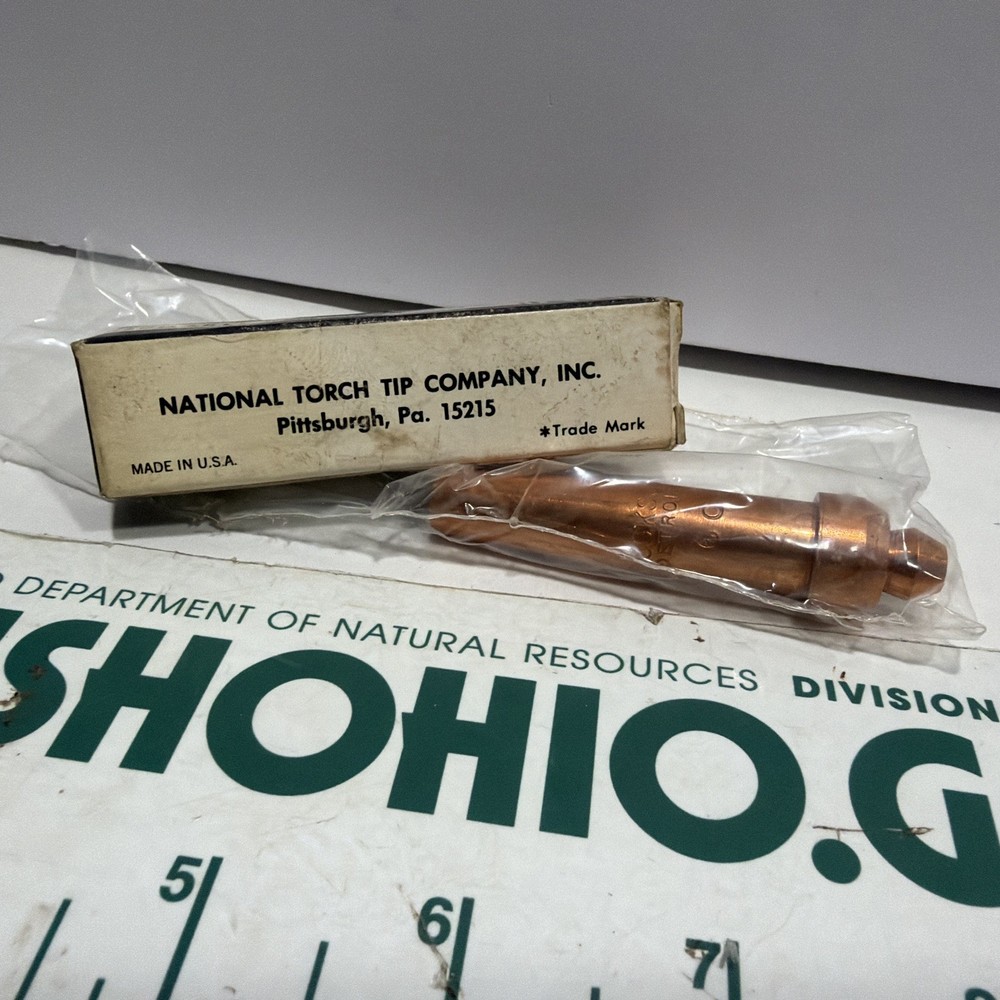 NATIONAL TORCH TIP COMPANY, INC.
Pittsburgh, Pa. 15215
*Trade Mark
MADE IN U.S.A.
DEPARTMENT OF NATURAL RESOURCES DIVISION
SHOHIO.G
5
6
7